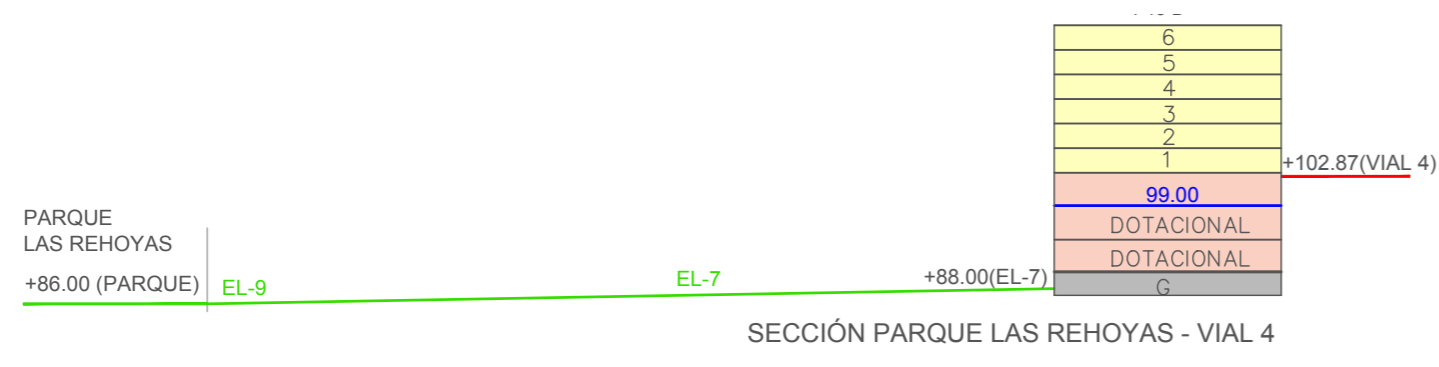 6
5
4
3
2
1
+102.87(VIAL 4)
99.00
PARQUE
LAS REHOYAS
DOTACIONAL
DOTACIONAL
+86.00 (PARQUE)
EL-9
EL-7
+88.00(EL-7)
G
SECCIÓN PARQUE LAS REHOYAS - VIAL 4